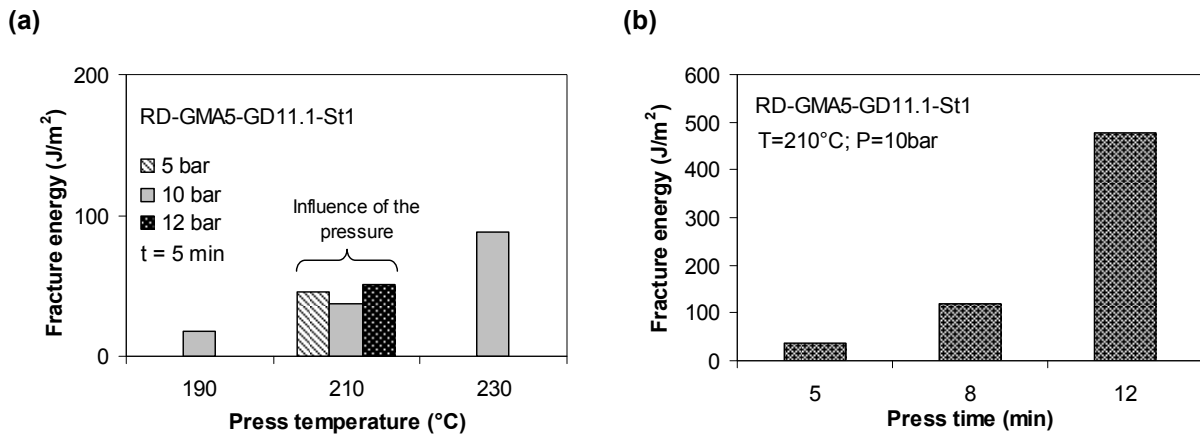 (a)
200
100
0
Fracture energy (J/m²)
RD-GMA5-GD11.1-St1
5 bar
10 bar
12 bar
t = 5 min
Influence of the
pressure
190 210 230
Press temperature (°C)
(b)
600
500
400
300
200
100
0
Fracture energy (J/m²)
RD-GMA5-GD11.1-St1
T=210°C; P=10bar
5 8 12
Press time (min)